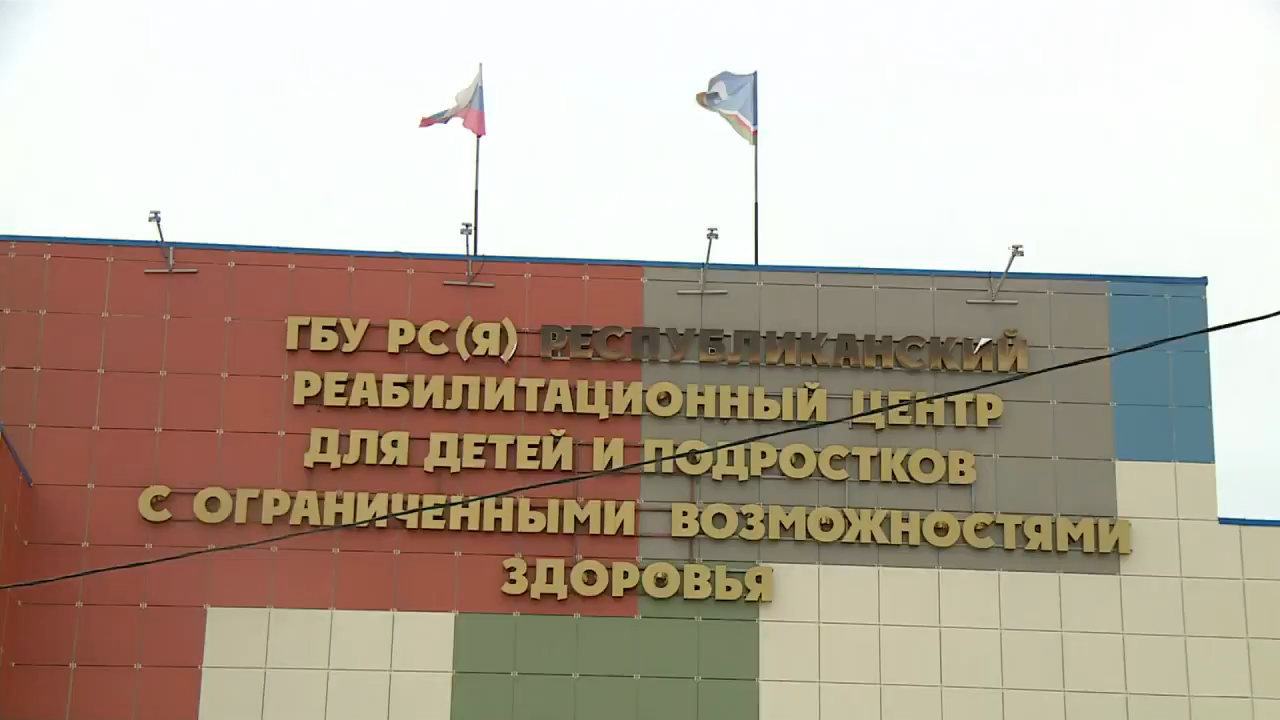 ГБУ РС(Я) РЕСПУБЛИКАНСКИЙ
РЕАБИЛИТАЦИОННЫЙ ЦЕНТР
ДЛЯ ДЕТЕЙ И ПОДРОСТКОВ
С ОГРАНИЧЕННЫМИ ВОЗМОЖНОСТЯМИ
ЗДОРОВЬЯ